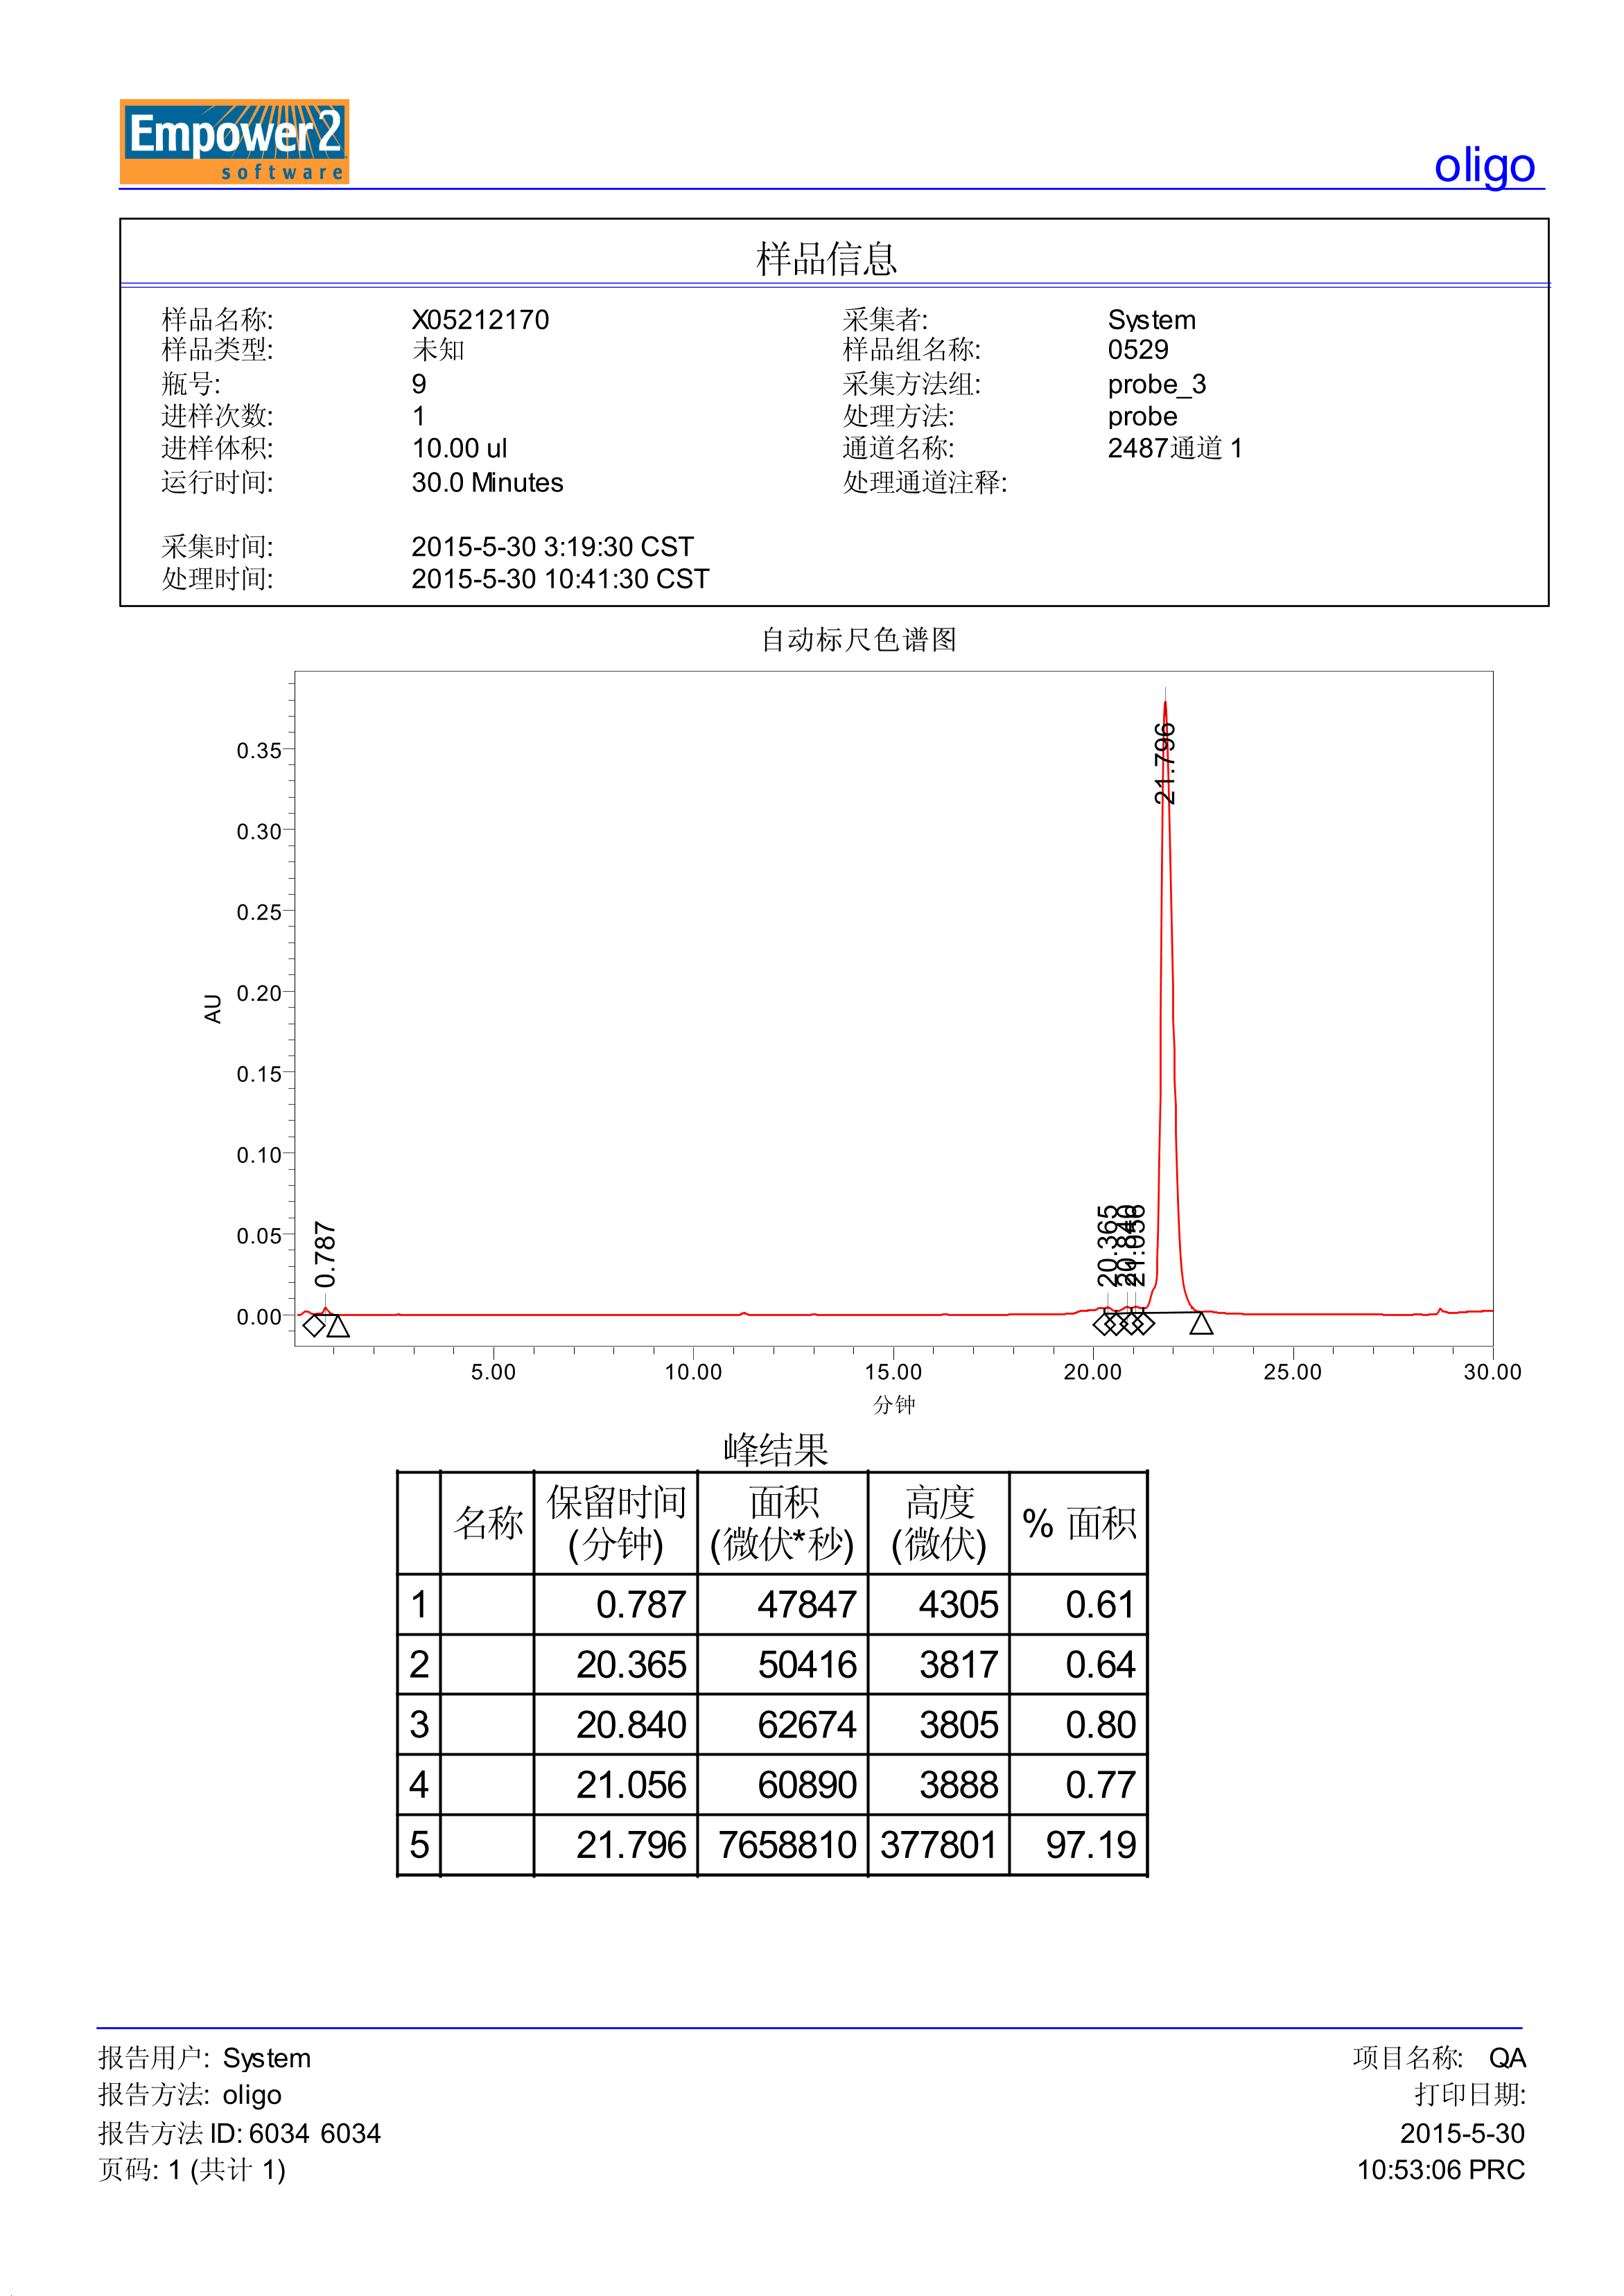 Empower2
software
oligo
样品信息
样品名称: X05212170 采集者: System
样品类型: 未知 样品组名称: 0529
瓶号: 9 采集方法组: probe_3
进样次数: 1 处理方法: probe
进样体积: 10.00 ul 通道名称: 2487通道 1
运行时间: 30.0 Minutes 处理通道注释:
采集时间: 2015-5-30 3:19:30 CST
处理时间: 2015-5-30 10:41:30 CST
自动标尺色谱图
AU
0.35
0.30
0.25
0.20
0.15
0.10
0.05
0.00
0.787
20.365
20.840
21.056
21.796
5.00 10.00 15.00 20.00 25.00 30.00
分钟
峰结果
名称 保留时间 (分钟) 面积 (微伏*秒) 高度 (微伏) % 面积
1 0.787 47847 4305 0.61
2 20.365 50416 3817 0.64
3 20.840 62674 3805 0.80
4 21.056 60890 3888 0.77
5 21.796 7658810 377801 97.19
报告用户: System 项目名称: QA
报告方法: oligo 打印日期:
报告方法 ID: 6034 6034 2015-5-30
页码: 1 (共计 1) 10:53:06 PRC